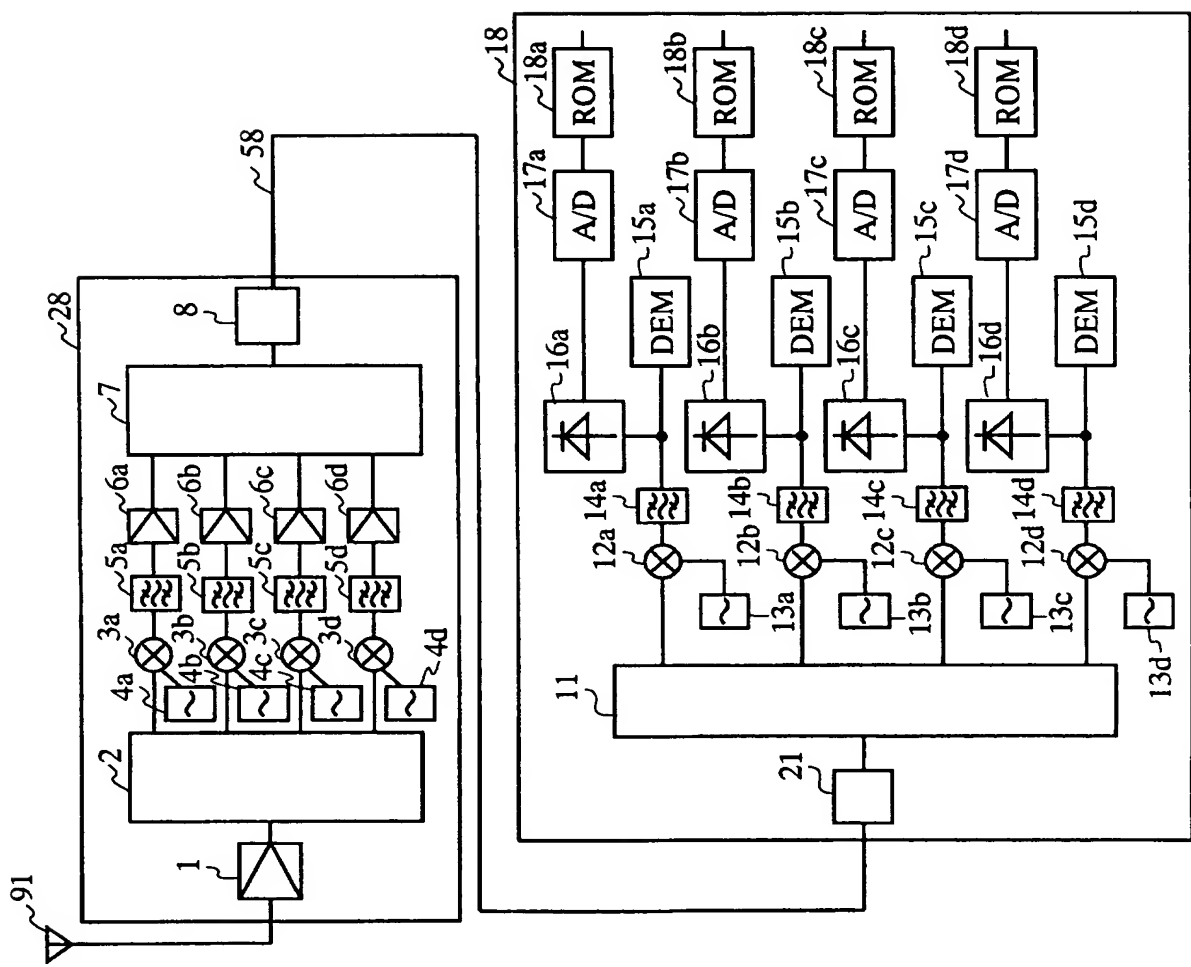 91
28
58
1
2
7
8
3a
3b
3c
3d
4a
4b
4c
4d
5a
5b
5c
5d
6a
6b
6c
6d
18
21
11
12a
12b
12c
12d
13a
13b
13c
13d
14a
14b
14c
14d
16a
16b
16c
16d
15a
DEM
15b
DEM
15c
DEM
15d
DEM
17a
A/D
17b
A/D
17c
A/D
17d
A/D
18a
ROM
18b
ROM
18c
ROM
18d
ROM